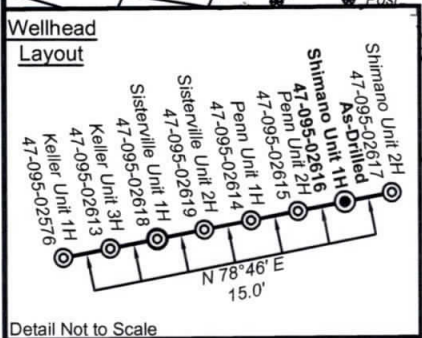 Post
Wellhead
Layout
Keller Unit 1H
47-095-02576
Keller Unit 3H
47-095-02613
Sisterville Unit 1H
47-095-02618
Sisterville Unit 2H
47-095-02619
Penn Unit 1H
47-095-02614
Penn Unit 2H
47-095-02615
Shimano Unit 1H
47-095-02616
As-Drilled
Shimano Unit 2H
47-095-02617
N 78°46' E
15.0'
Detail Not to Scale